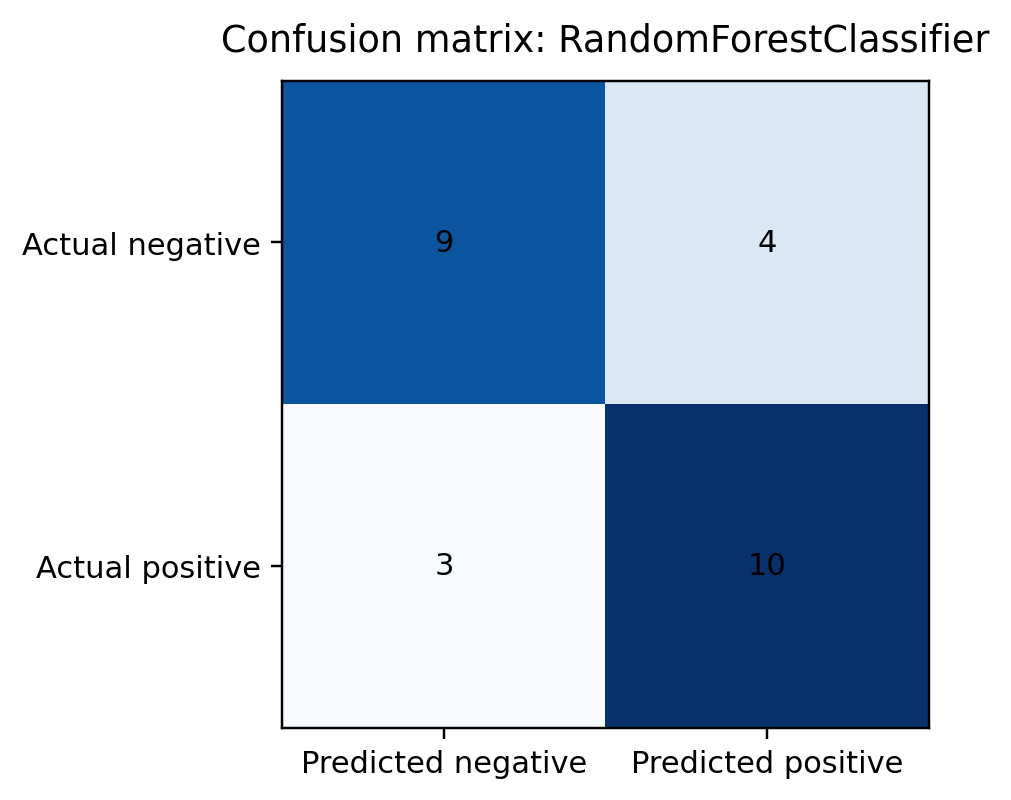 Confusion matrix: RandomForestClassifier
Actual negative
9
4
Actual positive
3
10
Predicted negative
Predicted positive